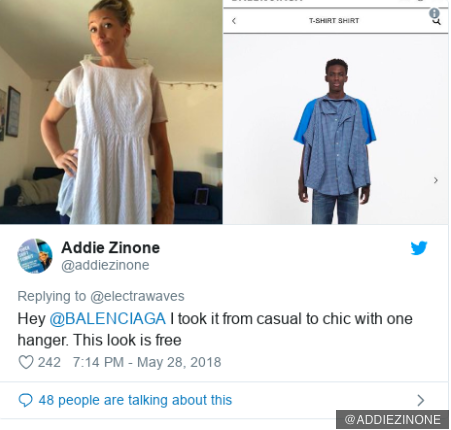 T-SHIRT SHIRT
Addie Zinone
@addiezinone
Replying to @electrawaves
Hey @BALENCIAGA I took it from casual to chic with one
hanger. This look is free
242 7:14 PM - May 28, 2018
48 people are talking about this
@ADDIEZINONE